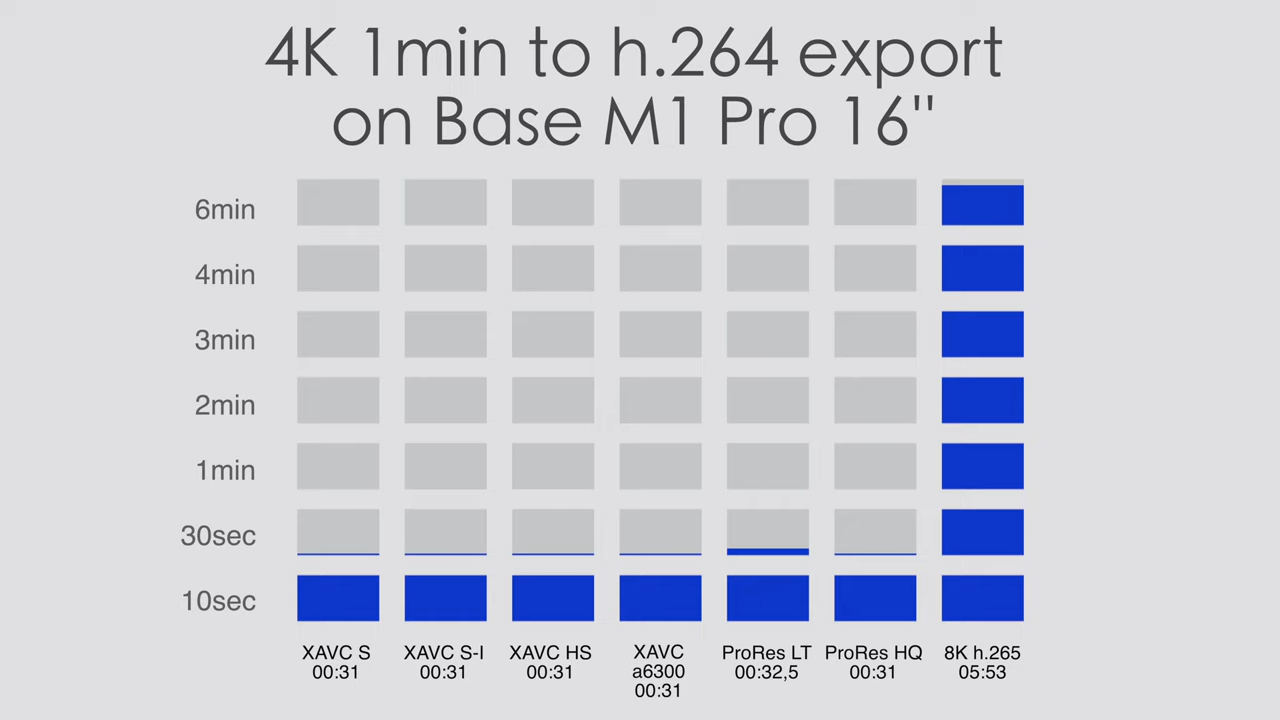 4K 1min to h.264 export
on Base M1 Pro 16"
6min
4min
3min
2min
1min
30sec
10sec
XAVC S
00:31
XAVC S-I
00:31
XAVC HS
00:31
XAVC
a6300
00:31
ProRes LT
00:32,5
ProRes HQ
00:31
8K h.265
05:53